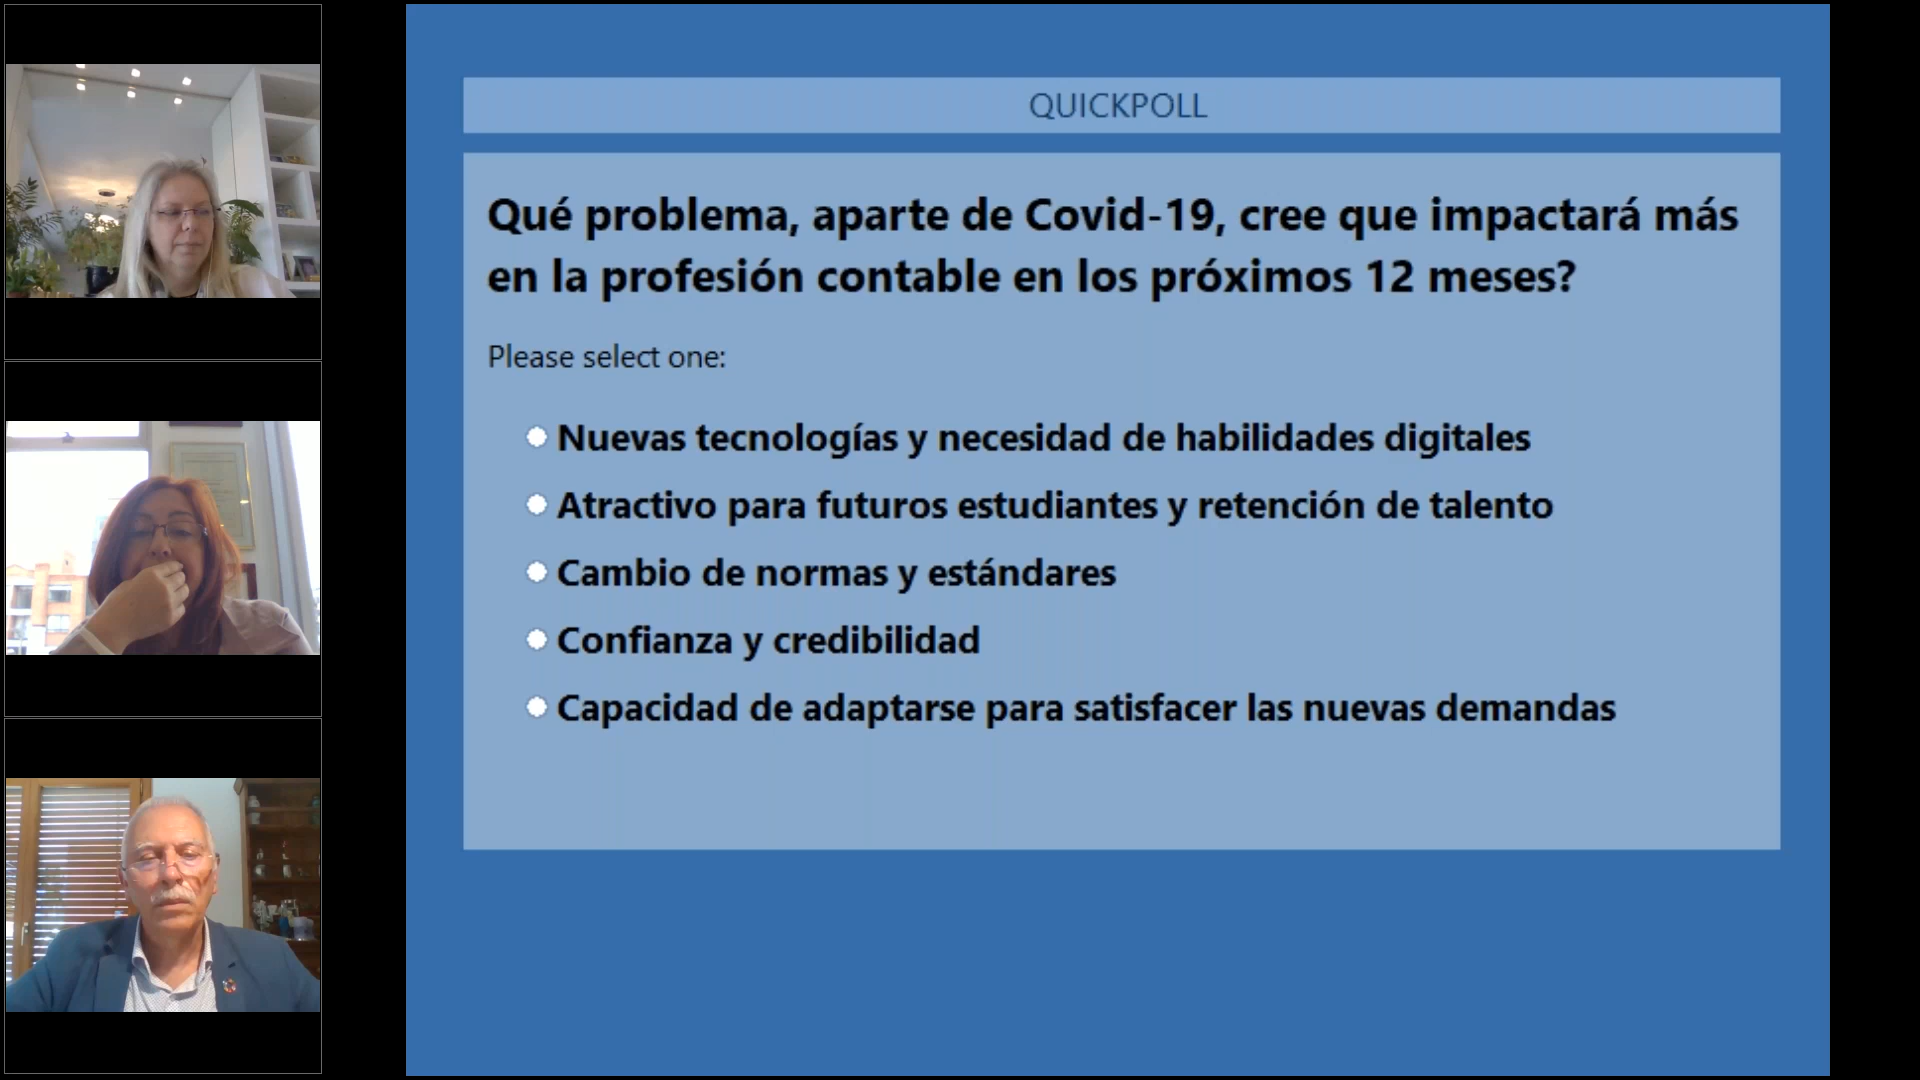 QUICKPOLL
Qué problema, aparte de Covid-19, cree que impactará más
en la profesión contable en los próximos 12 meses?
Please select one:
Nuevas tecnologías y necesidad de habilidades digitales
Atractivo para futuros estudiantes y retención de talento
Cambio de normas y estándares
Confianza y credibilidad
Capacidad de adaptarse para satisfacer las nuevas demandas